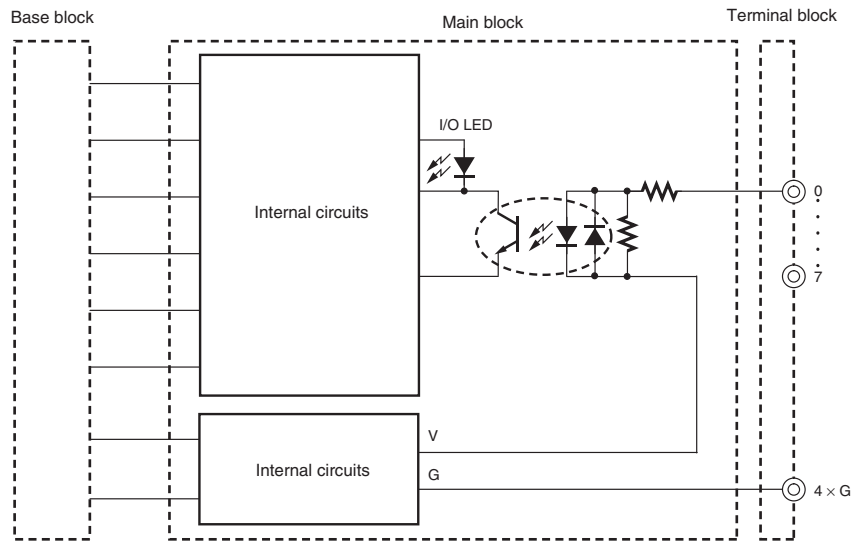 Base block
Main block
Terminal block
I/O LED
Internal circuits
0
7
Internal circuits
V
G
4 × G